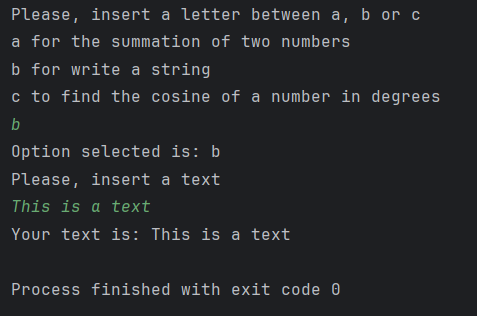 Please, insert a letter between a, b or c
a for the summation of two numbers
b for write a string
c to find the cosine of a number in degrees
b
Option selected is: b
Please, insert a text
This is a text
Your text is: This is a text
Process finished with exit code 0